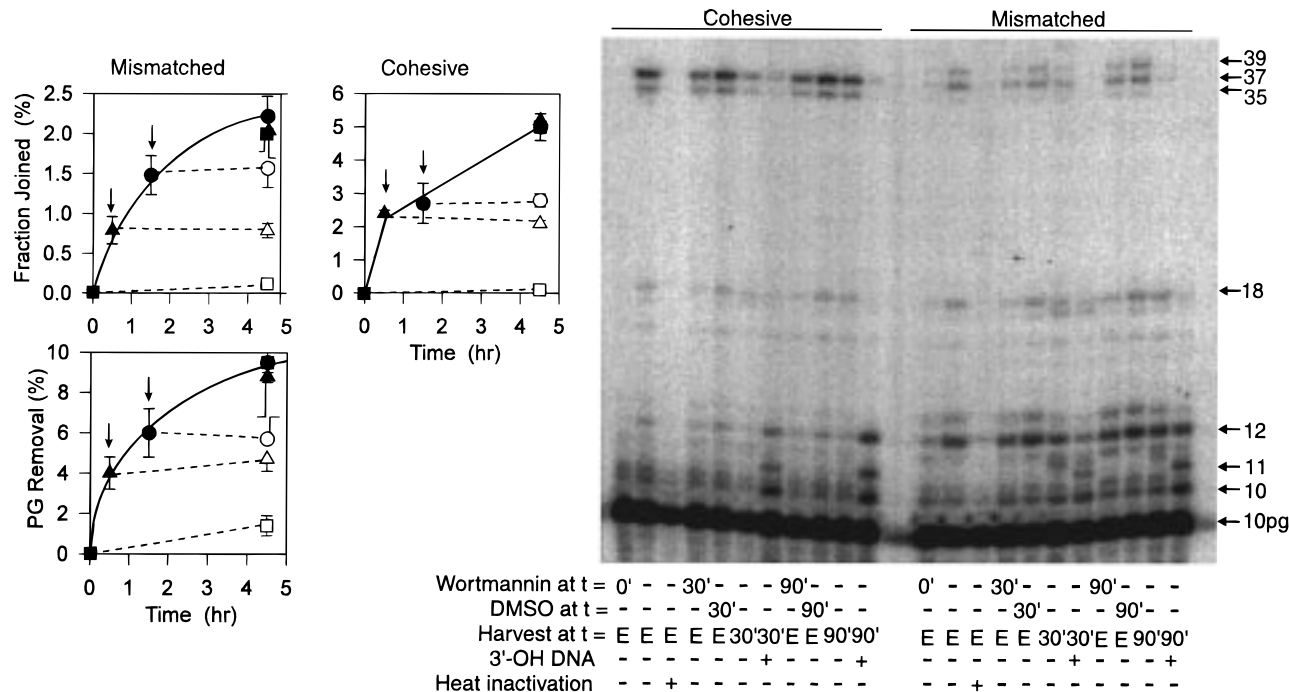 Cohesive Mismatched
Mismatched Cohesive
Fraction Joined (%)
2.5
2.0
1.5
1.0
0.5
0.0
0 1 2 3 4 5
6
5
4
3
2
1
0
0 1 2 3 4 5
Time (hr)
PG Removal (%)
10
8
6
4
2
0
0 1 2 3 4 5
Time (hr)
39
37
35
18
12
11
10
10pg
Wortmannin at t = 0' - - 30' - - - 90' - - - 0' - - 30' - - - 90' - - -
DMSO at t = - - - - 30' - - - 90' - - - - - - 30' - - - 90' - -
Harvest at t = E E E E E 30' 30' E E 90' 90' E E E E E 30' 30' E E 90' 90'
3'-OH DNA - - - - - - + - - - + - - - - - - + - - - +
Heat inactivation - - + - - - - - - - - - - + - - - - - - - -